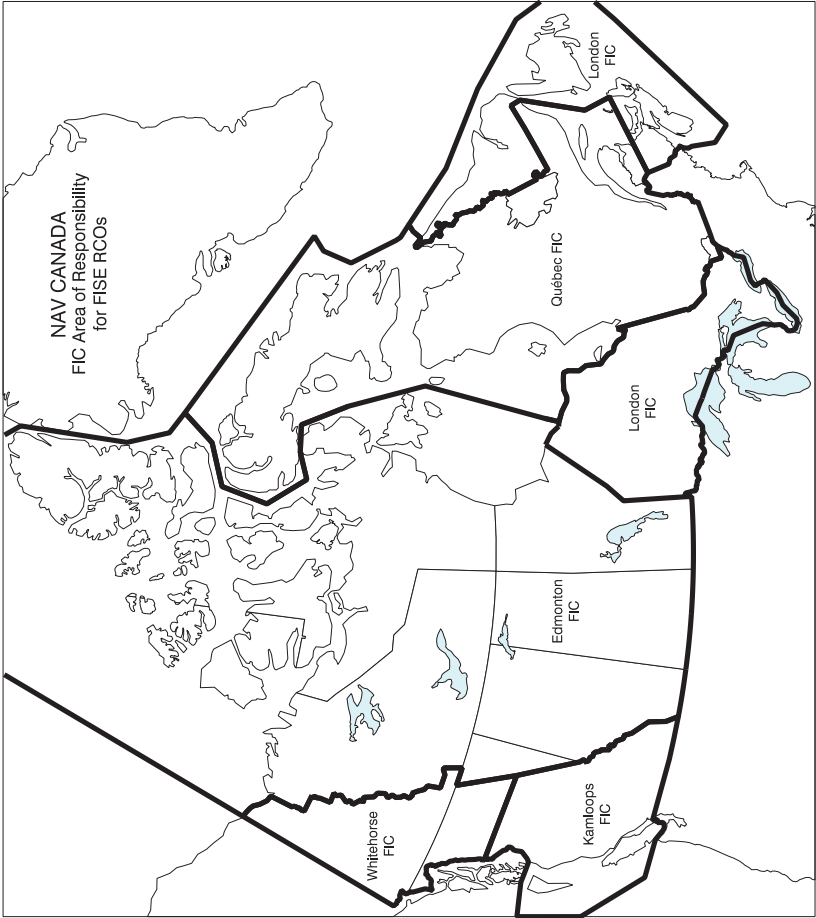 NAV CANADA
FIC Area of Responsibility
for FISE RCOs
London
FIC
Québec FIC
London
FIC
Edmonton
FIC
Whitehorse
FIC
Kamloops
FIC